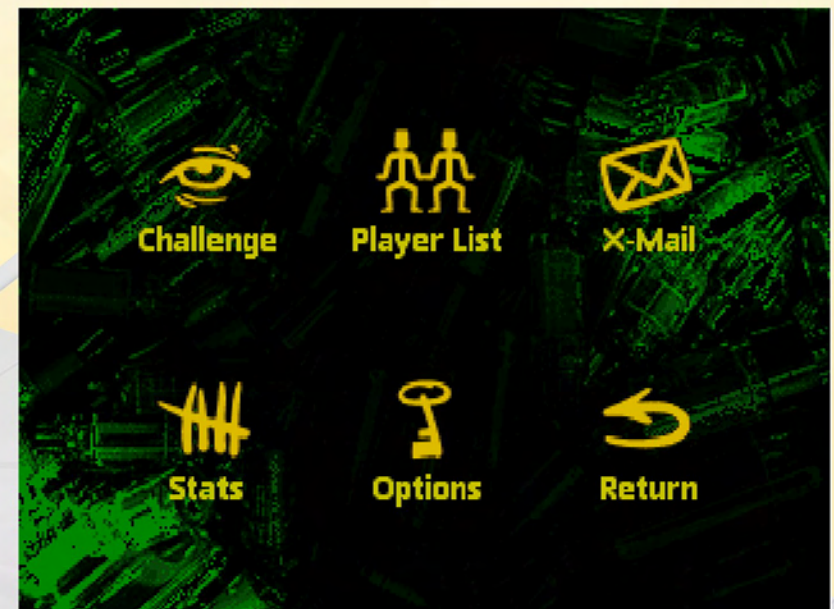 Challenge
Player List
X-Mail
Stats
Options
Return